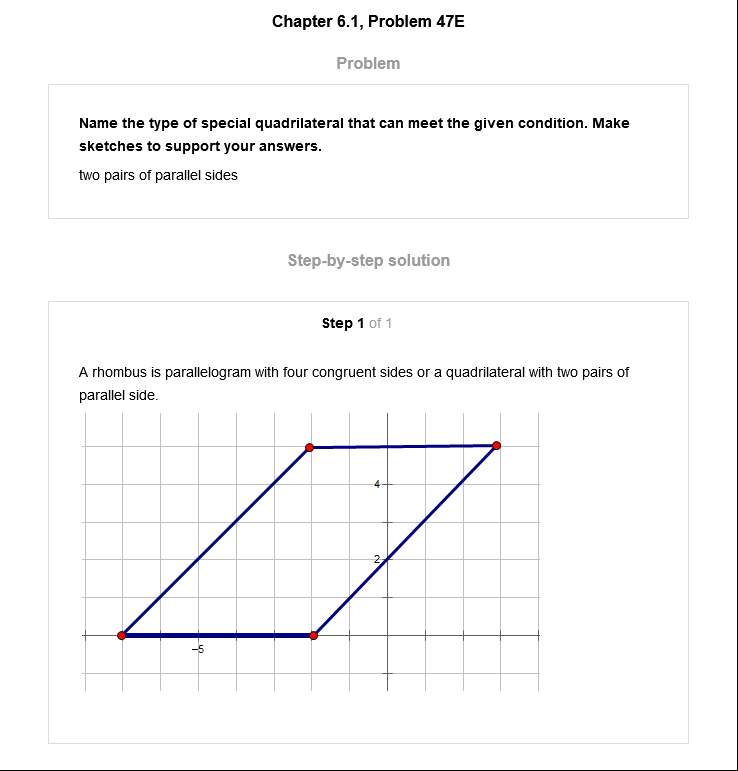 Chapter 6.1, Problem 47E
Problem
Name the type of special quadrilateral that can meet the given condition. Make
sketches to support your answers.
two pairs of parallel sides
Step-by-step solution
Step 1 of 1
A rhombus is parallelogram with four congruent sides or a quadrilateral with two pairs of
parallel side.
4
2
−5